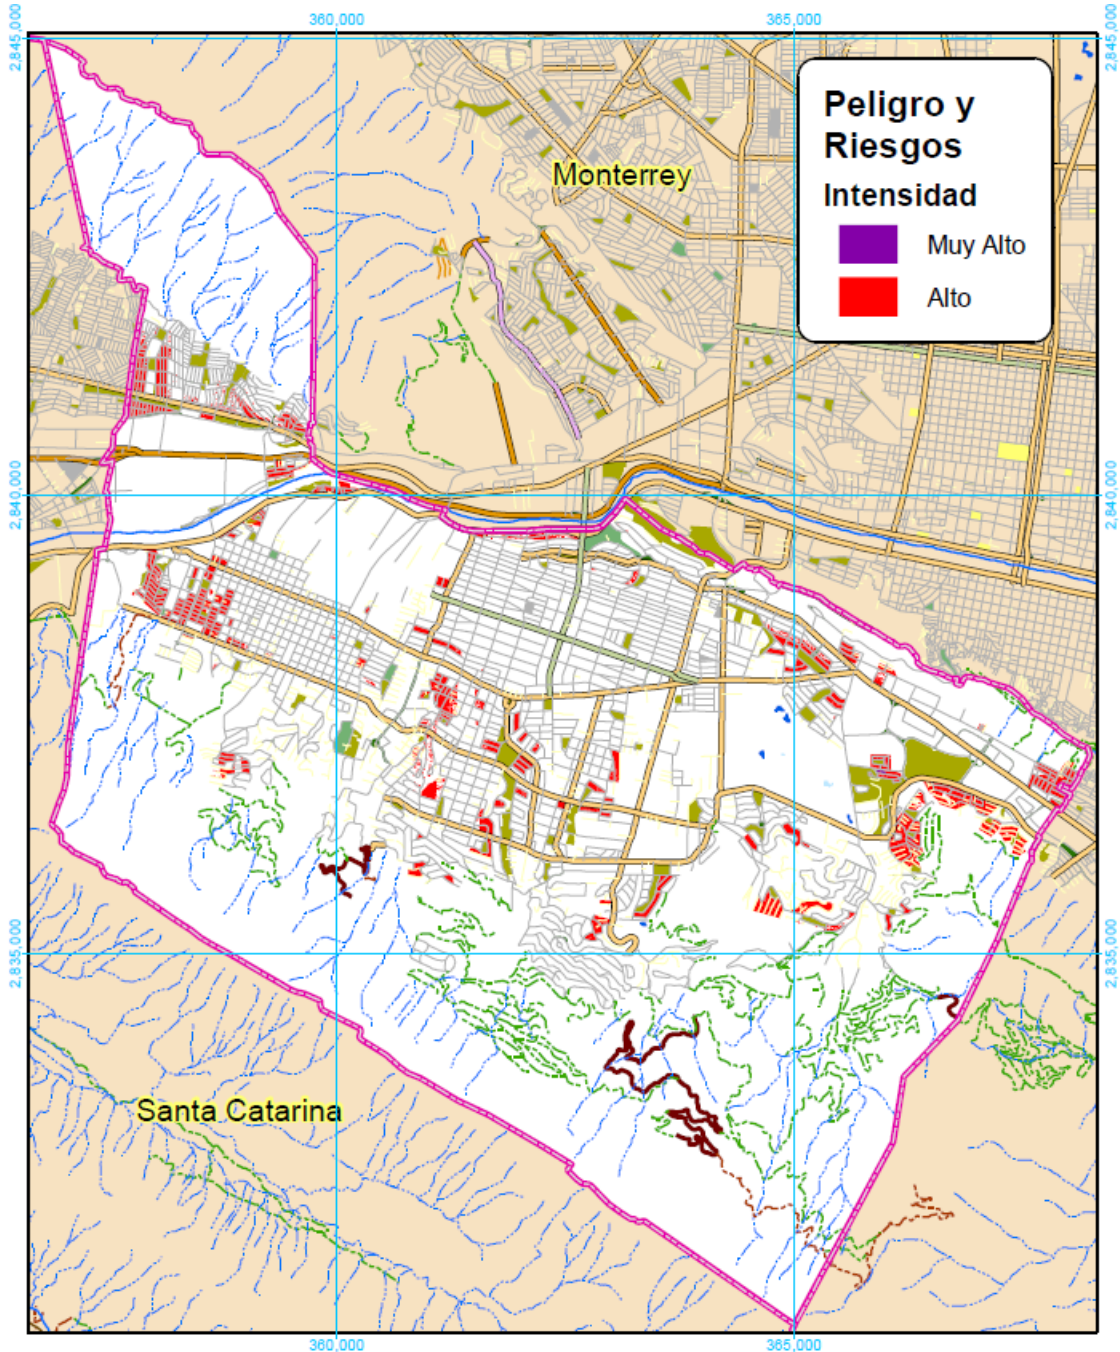 360,000
365,000
2,845,000
2,845,000
Peligro y
Riesgos
Intensidad
Muy Alto
Alto
Monterrey
2,840,000
2,840,000
2,835,000
2,835,000
Santa Catarina
360,000
365,000